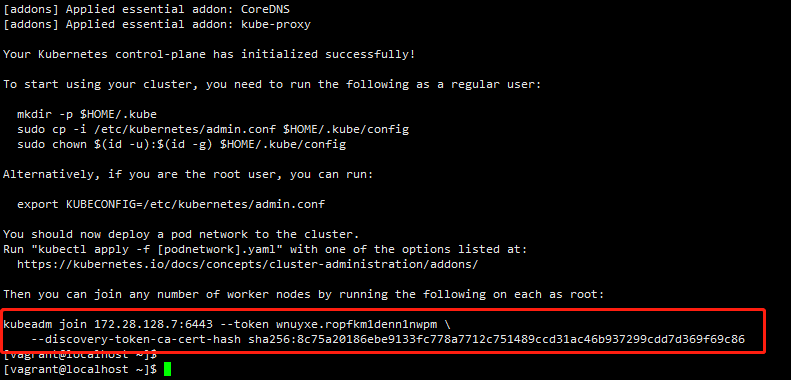 [addons] Applied essential addon: CoreDNS
[addons] Applied essential addon: kube-proxy
Your Kubernetes control-plane has initialized successfully!
To start using your cluster, you need to run the following as a regular user:
mkdir -p $HOME/.kube
sudo cp -i /etc/kubernetes/admin.conf $HOME/.kube/config
sudo chown $(id -u):$(id -g) $HOME/.kube/config
Alternatively, if you are the root user, you can run:
export KUBECONFIG=/etc/kubernetes/admin.conf
You should now deploy a pod network to the cluster.
Run "kubectl apply -f [podnetwork].yaml" with one of the options listed at:
https://kubernetes.io/docs/concepts/cluster-administration/addons/
Then you can join any number of worker nodes by running the following on each as root:
kubeadm join 172.28.128.7:6443 --token wnuyxe.ropfkm1denn1nwpm \
--discovery-token-ca-cert-hash sha256:8c75a20186ebe9133fc778a7712c751489ccd31ac46b937299cdd7d369f69c86
[vagrant@localhost ~]$
[vagrant@localhost ~]$